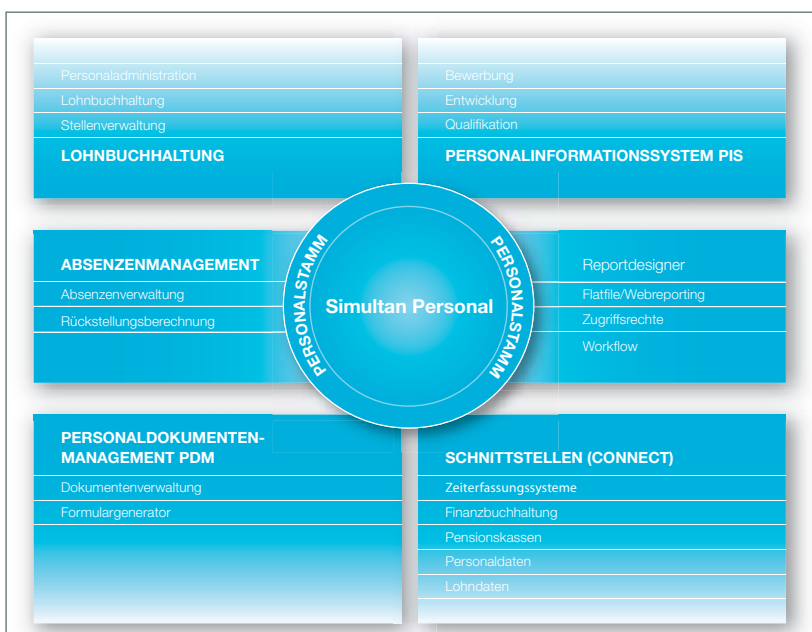 Personaladministration
Lohnbuchhaltung
Stellenverwaltung
LOHNBUCHHALTUNG
Bewerbung
Entwicklung
Qualifikation
PERSONALINFORMATIONSSYSTEM PIS
ABSENZENMANAGEMENT
Absenzenverwaltung
Rückstellungsberechnung
PERSONALSTAMM
Simultan Personal
PERSONALSTAMM
Reportdesigner
Flatfile/Webreporting
Zugriffsrechte
Workflow
PERSONALDOKUMENTEN-
MANAGEMENT PDM
Dokumentenverwaltung
Formulargenerator
SCHNITTSTELLEN (CONNECT)
Zeiterfassungssysteme
Finanzbuchhaltung
Pensionskassen
Personaldaten
Lohndaten